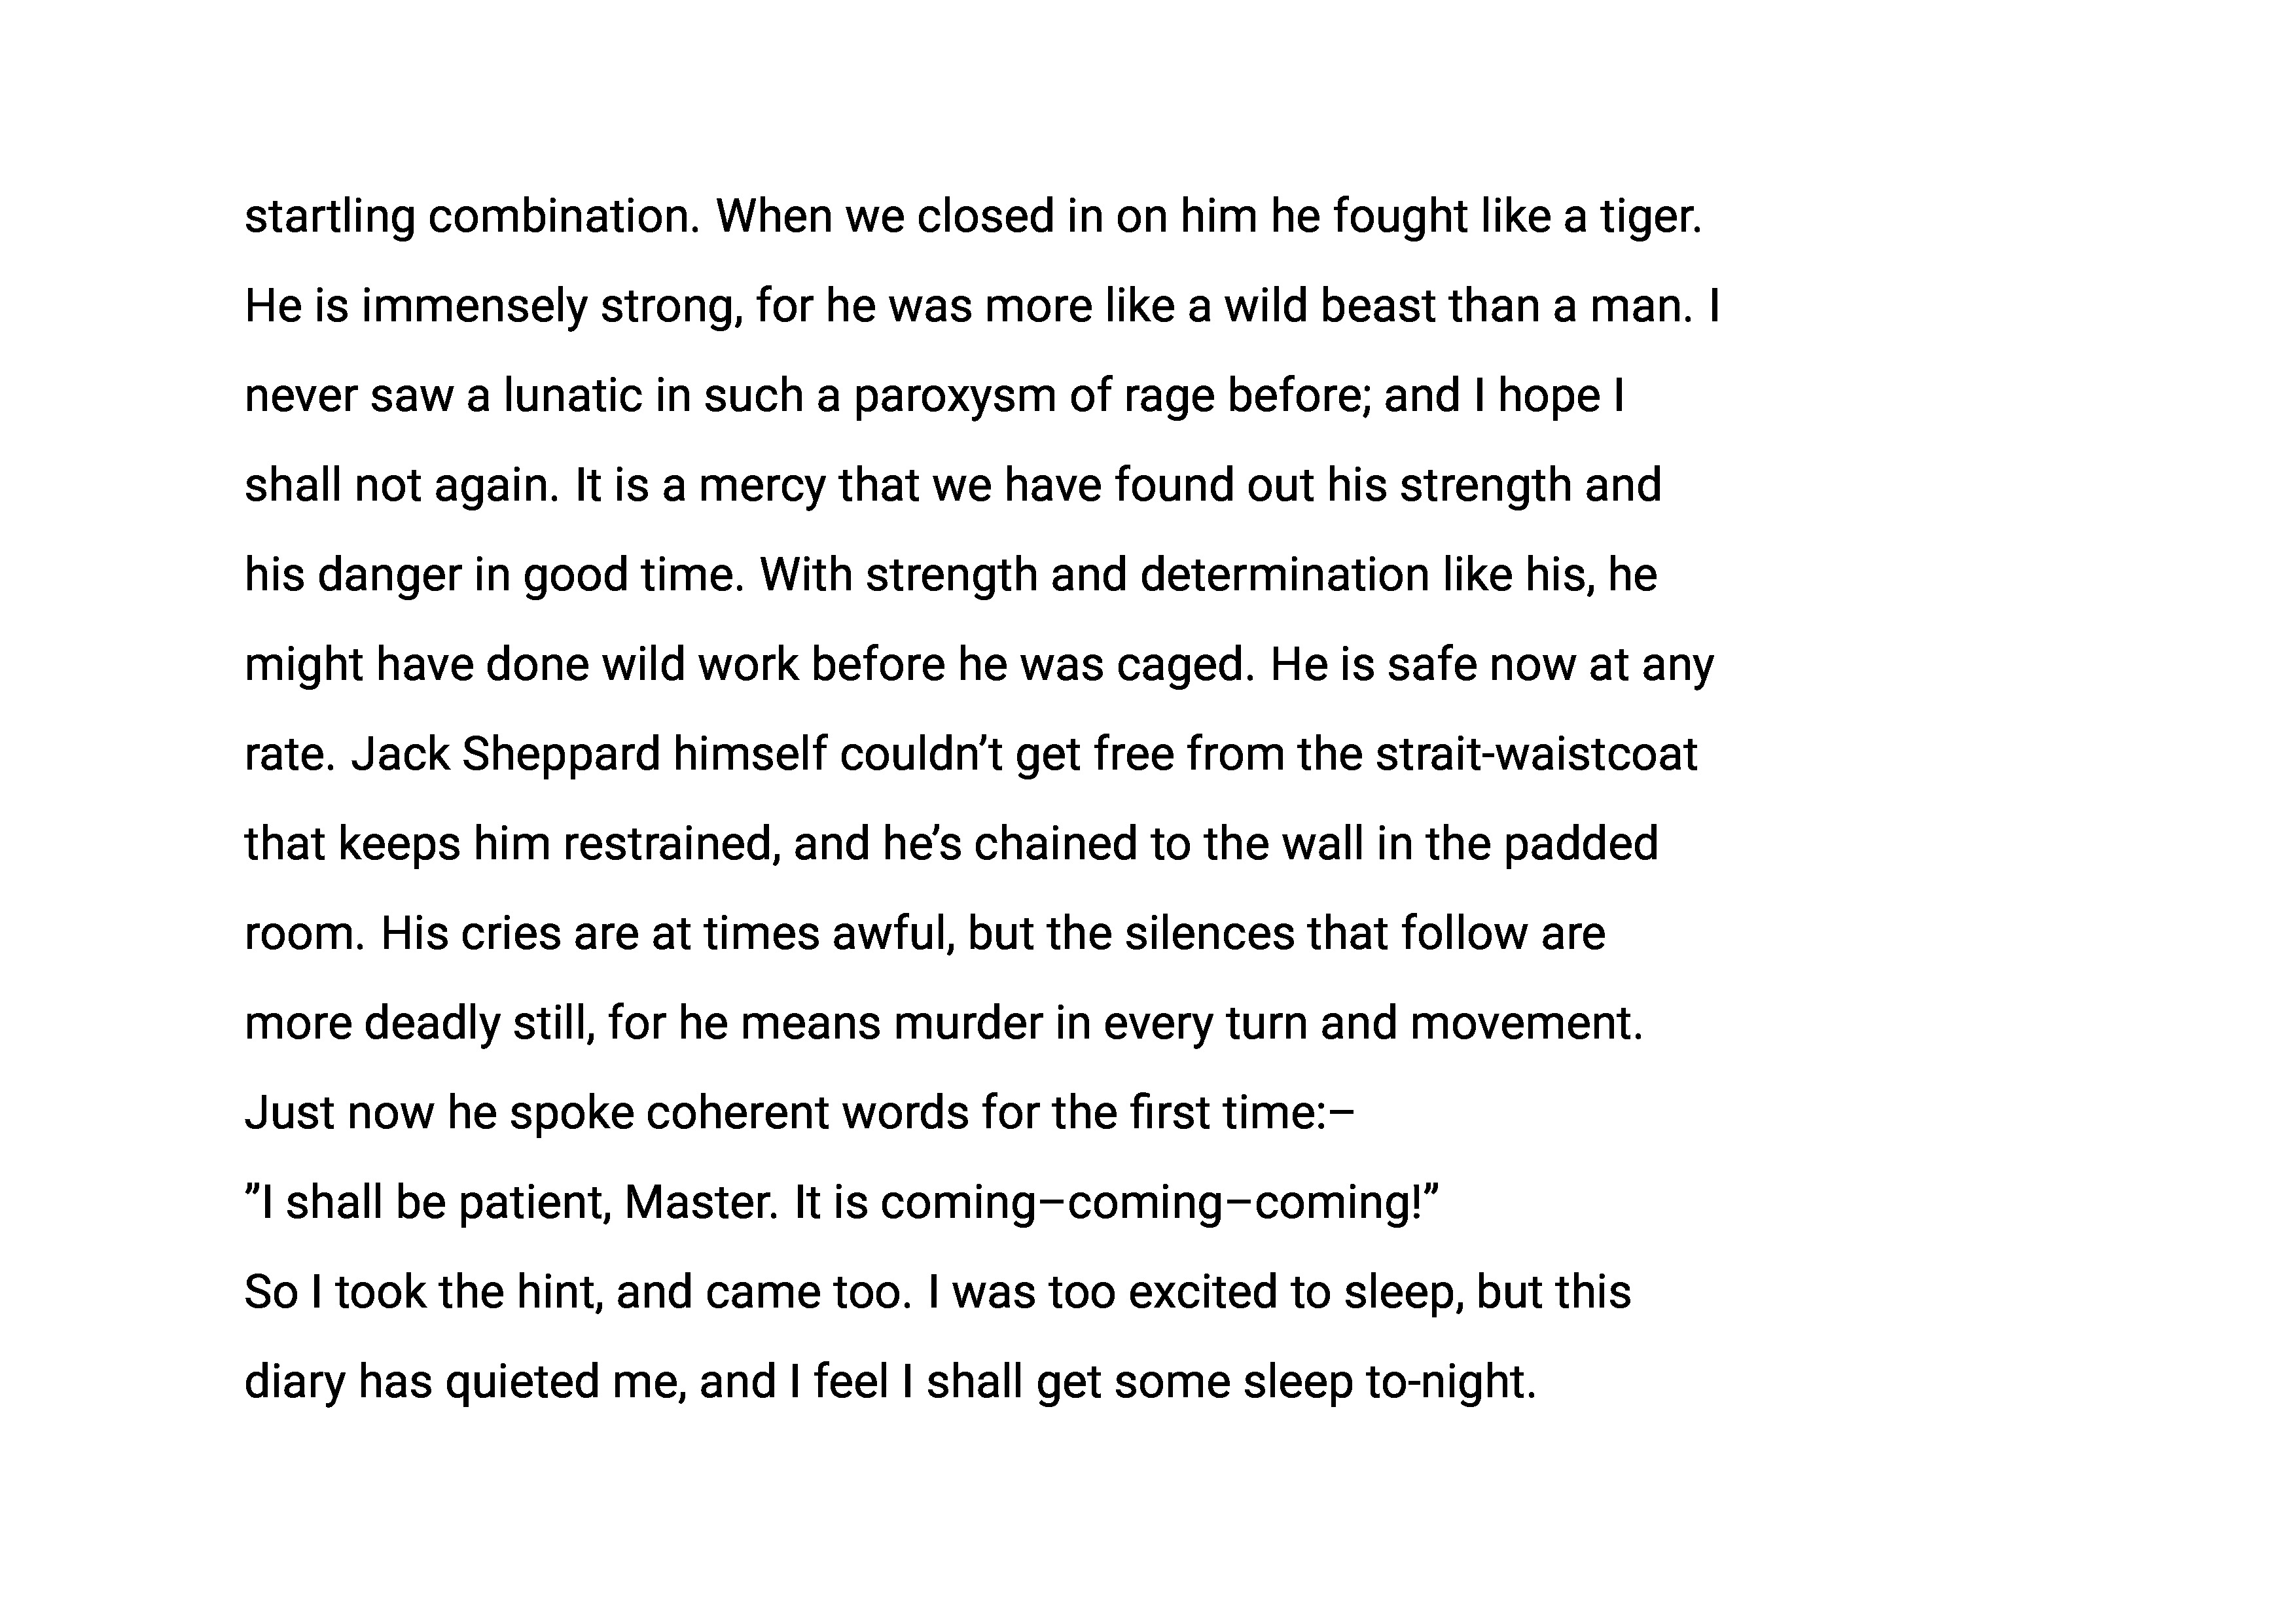 startling combination. When we closed in on him he fought like a tiger.
He is immensely strong, for he was more like a wild beast than a man. I
never saw a lunatic in such a paroxysm of rage before; and I hope I
shall not again. It is a mercy that we have found out his strength and
his danger in good time. With strength and determination like his, he
might have done wild work before he was caged. He is safe now at any
rate. Jack Sheppard himself couldn’t get free from the strait-waistcoat
that keeps him restrained, and he’s chained to the wall in the padded
room. His cries are at times awful, but the silences that follow are
more deadly still, for he means murder in every turn and movement.
Just now he spoke coherent words for the first time:–
”I shall be patient, Master. It is coming–coming–coming!”
So I took the hint, and came too. I was too excited to sleep, but this
diary has quieted me, and I feel I shall get some sleep to-night.